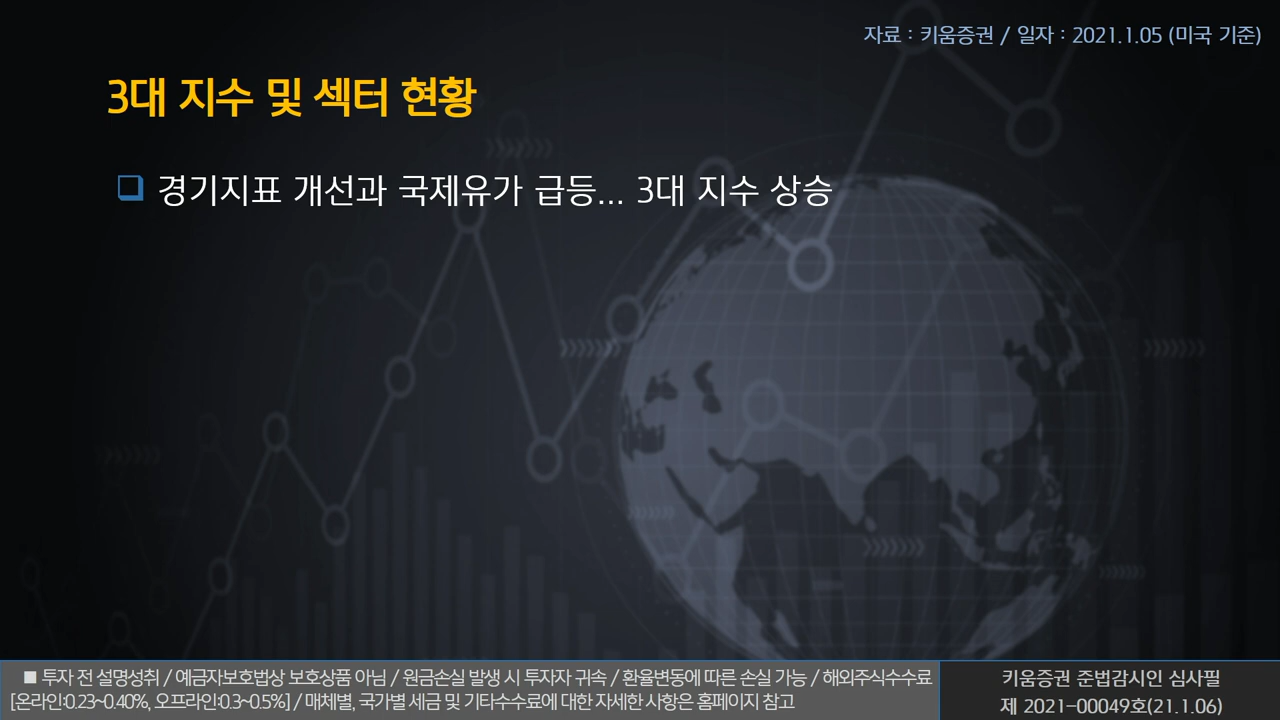 자료 : 키움증권 / 일자 : 2021.1.05 (미국 기준)
3대 지수 및 섹터 현황
❏ 경기지표 개선과 국제유가 급등... 3대 지수 상승
■ 투자 전 설명성취 / 예금자보호법상 보호상품 아님 / 원금손실 발생 시 투자자 귀속 / 환율변동에 따른 손실 가능 / 해외주식수수료
[온라인:0.23~0.40%, 오프라인:0.3~0.5%] / 매체별, 국가별 세금 및 기타수수료에 대한 자세한 사항은 홈페이지 참고
키움증권 준법감시인 심사필
제 2021-00049호(21.1.06)